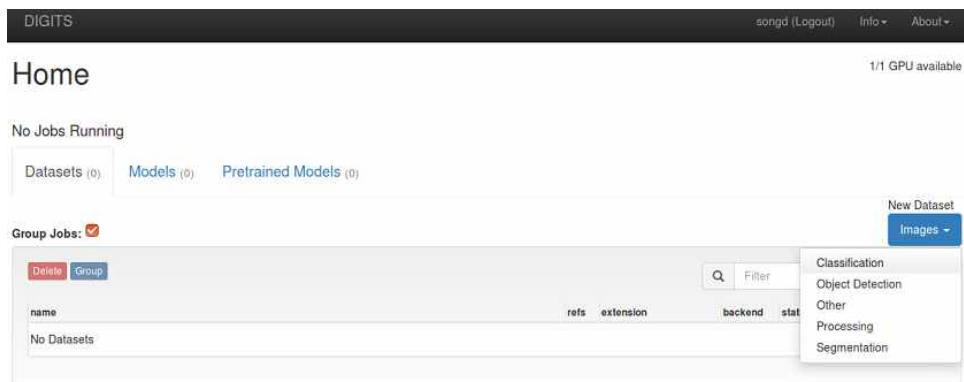 DIGITS songd (Logout) Info About
Home 1/1 GPU available
No Jobs Running
Datasets (0) Models (0) Pretrained Models (0)
New Dataset
Group Jobs: Images
Delete Group Filter
Classification
Object Detection
Other
Processing
Segmentation
name refs extension backend stat
No Datasets